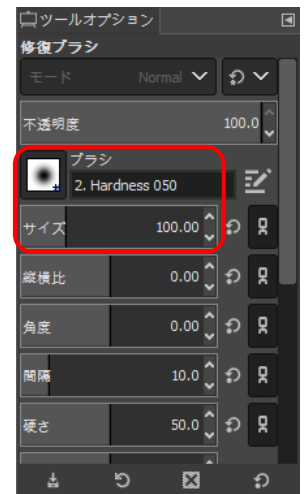 ツールオプション
修復ブラシ
モード Normal
不透明度 100.0
ブラシ
2. Hardness 050
サイズ 100.00
縦横比 0.00
角度 0.00
間隔 10.0
硬さ 50.0